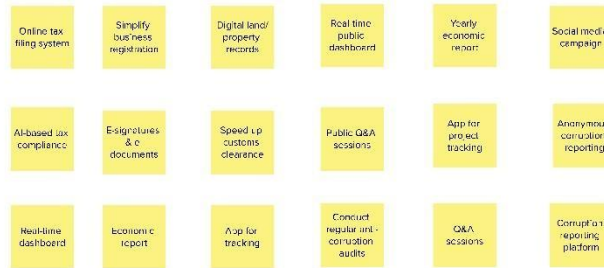 Online tax
filing system
Simplify
business
registration
Digital land/
property
records
Real time
public
dashboard
Yearly
economic
report
Social media
campaign
AI-based tax
compliance
E-signatures
& e
documents
Speed up
customs
clearance
Public Q&A
sessions
App for
project
tracking
Anonymou
corruption
reporting
Real-time
dashboard
Economic
report
App for
tracking
Conduct
regular anti-
corruption
audits
Q&A
sessions
Corruption
reporting
platform